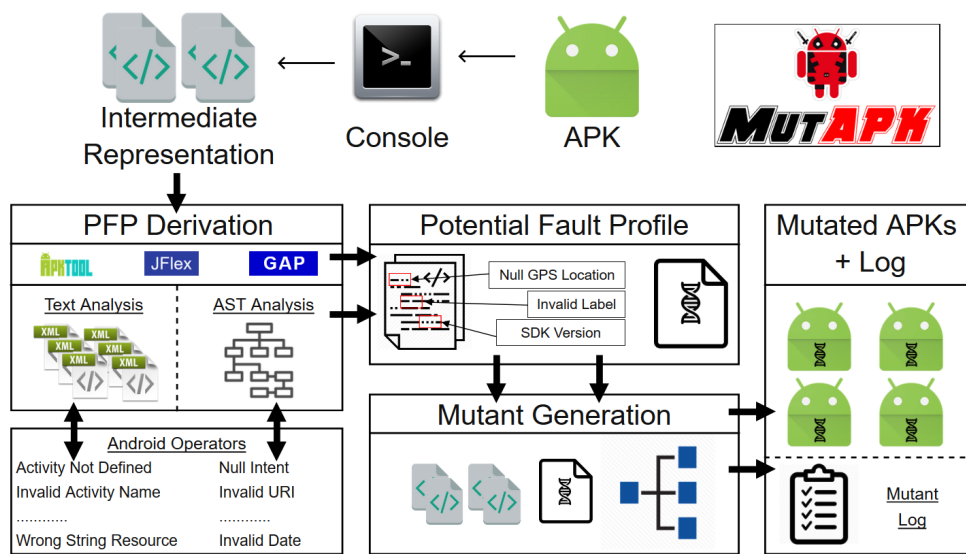 Intermediate
Representation
Console
APK
MUTAPK
PFP Derivation
APKTOOL
JFlex
GAP
Text Analysis
XML
XML
XML
XML
XML
XML
AST Analysis
Potential Fault Profile
Null GPS Location
Invalid Label
SDK Version
Mutated APKs
+ Log
Mutant Generation
Android Operators
Activity Not Defined
Invalid Activity Name
............
Wrong String Resource
Null Intent
Invalid URI
............
Invalid Date
Mutant
Log